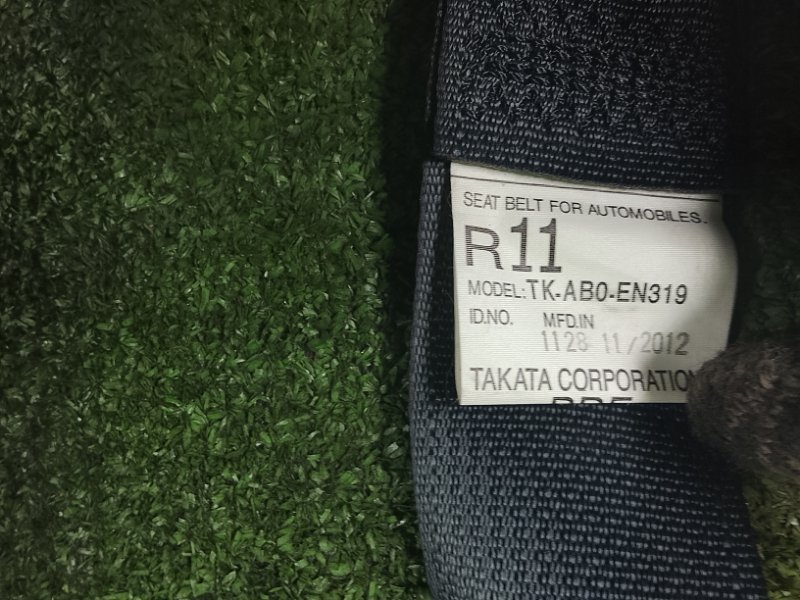 SEAT BELT FOR AUTOMOBILES.
R11
MODEL:TK-AB0-EN319
ID.NO. MFD.IN
1128 11/2012
TAKATA CORPORATION